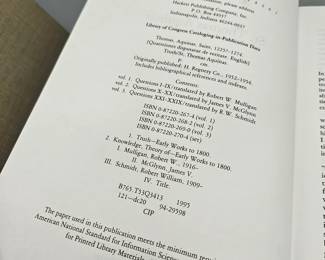 Hackett Publishing Company
P.O. Box 44937
Indianapolis, Indiana 46244-0937
Library of Congress Cataloging-in-Publication Data
Thomas, Aquinas, Saint, 1225?-1274.
[Quaestiones disputatae de veritate. English]
Truth/St. Thomas Aquinas.
p. cm
Originally published: H. Regnery Co., 1952-1954.
Includes bibliographical references and indexes.
Contents:
vol. 1. Questions I-IX/translated by Robert W. Mulligan
vol. 2. Questions X-XX/translated by James V. McGlynn
vol. 3. Questions XXI-XXIX/translated by R.W. Schmidt.
ISBN 0-87220-267-4 (vol. 1)
ISBN 0-87220-268-2 (vol. 2)
ISBN 0-87220-269-0 (vol. 3)
ISBN 0-87220-270-4 (set)
1. Truth—Early Works to 1800.
2. Knowledge, Theory of—Early Works to 1800.
I. Mulligan, Robert W., 1916–
II. McGlynn, James V.
III. Schmidt, Robert William, 1909–
IV. Title.
B765.T53Q3413 1995
121—dc20 94-29598
CIP
The paper used in this publication meets the minimum requi
American National Standard for Information Sciences
for Printed Library Materials